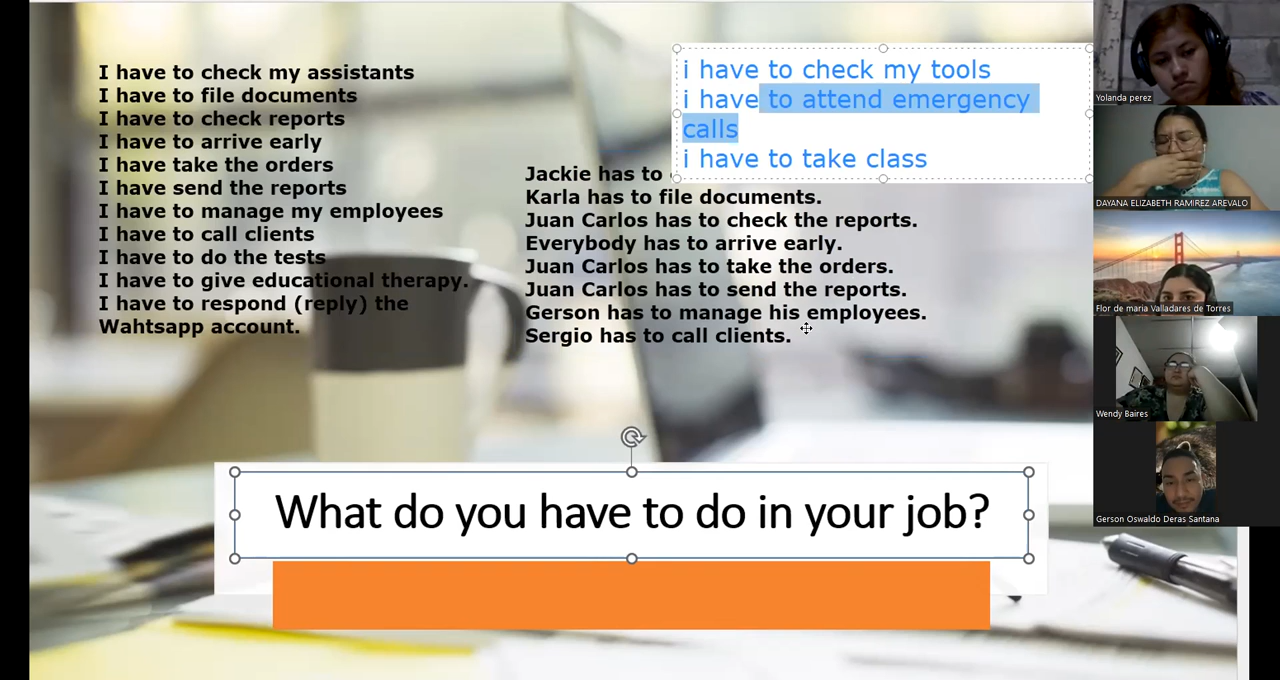 I have to check my assistants
I have to file documents
I have to check reports
I have to arrive early
I have take the orders
I have send the reports
I have to manage my employees
I have to call clients
I have to do the tests
I have to give educational therapy.
I have to respond (reply) the
Wahtsapp account.
i have to check my tools
i have to attend emergency
calls
i have to take class
Jackie has to
Karla has to file documents.
Juan Carlos has to check the reports.
Everybody has to arrive early.
Juan Carlos has to take the orders.
Juan Carlos has to send the reports.
Gerson has to manage his employees.
Sergio has to call clients.
What do you have to do in your job?
Yolanda perez
DAYANA ELIZABETH RAMIREZ AREVALO
Flor de maria Valladares de Torres
Wendy Baires
Gerson Oswaldo Deras Santana